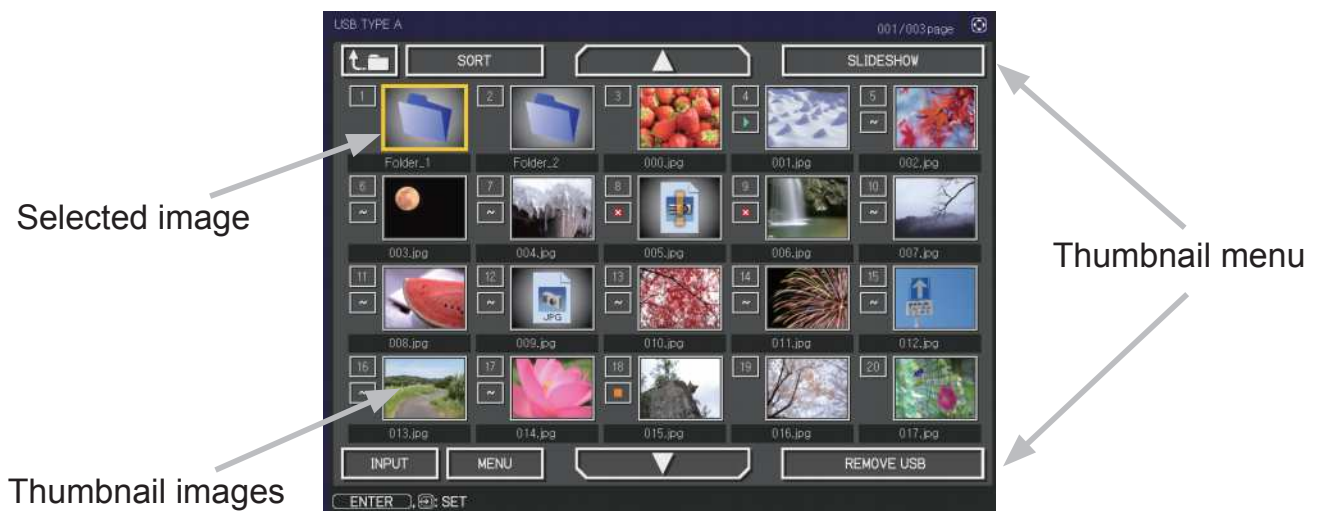 USB TYPE A 001/003page
SORT SLIDESHOW
1 2 3 4 5
~
Folder_1 Folder_2 000.jpg 001.jpg 002.jpg
6 7 8 9 10
~ ~ × × ~
003.jpg 004.jpg 005.jpg 006.jpg 007.jpg
Selected image
Thumbnail menu
11 12 13 14 15
~ ~ ~ ~ ~
JPG
008.jpg 009.jpg 010.jpg 011.jpg 012.jpg
16 17 18 19 20
~ ~
013.jpg 014.jpg 015.jpg 016.jpg 017.jpg
INPUT MENU REMOVE USB
Thumbnail images
ENTER , : SET